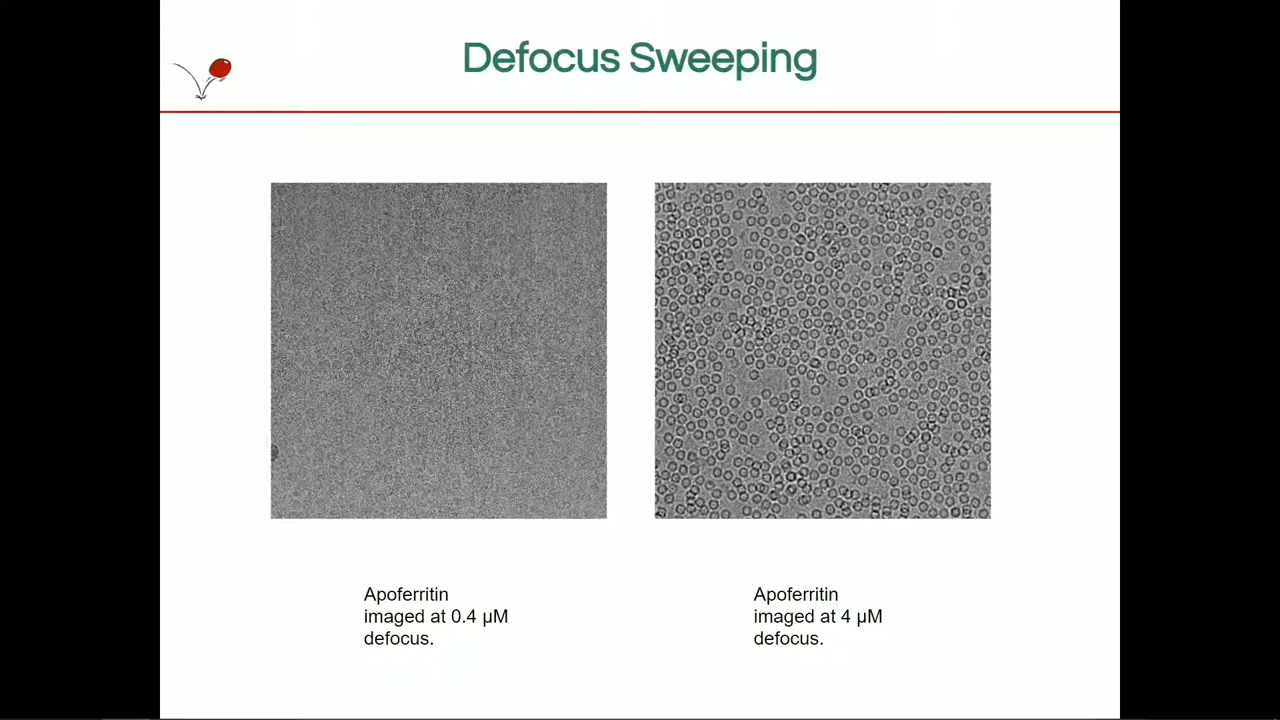 Defocus Sweeping
Apoferritin
imaged at 0.4 µM
defocus.
Apoferritin
imaged at 4 µM
defocus.